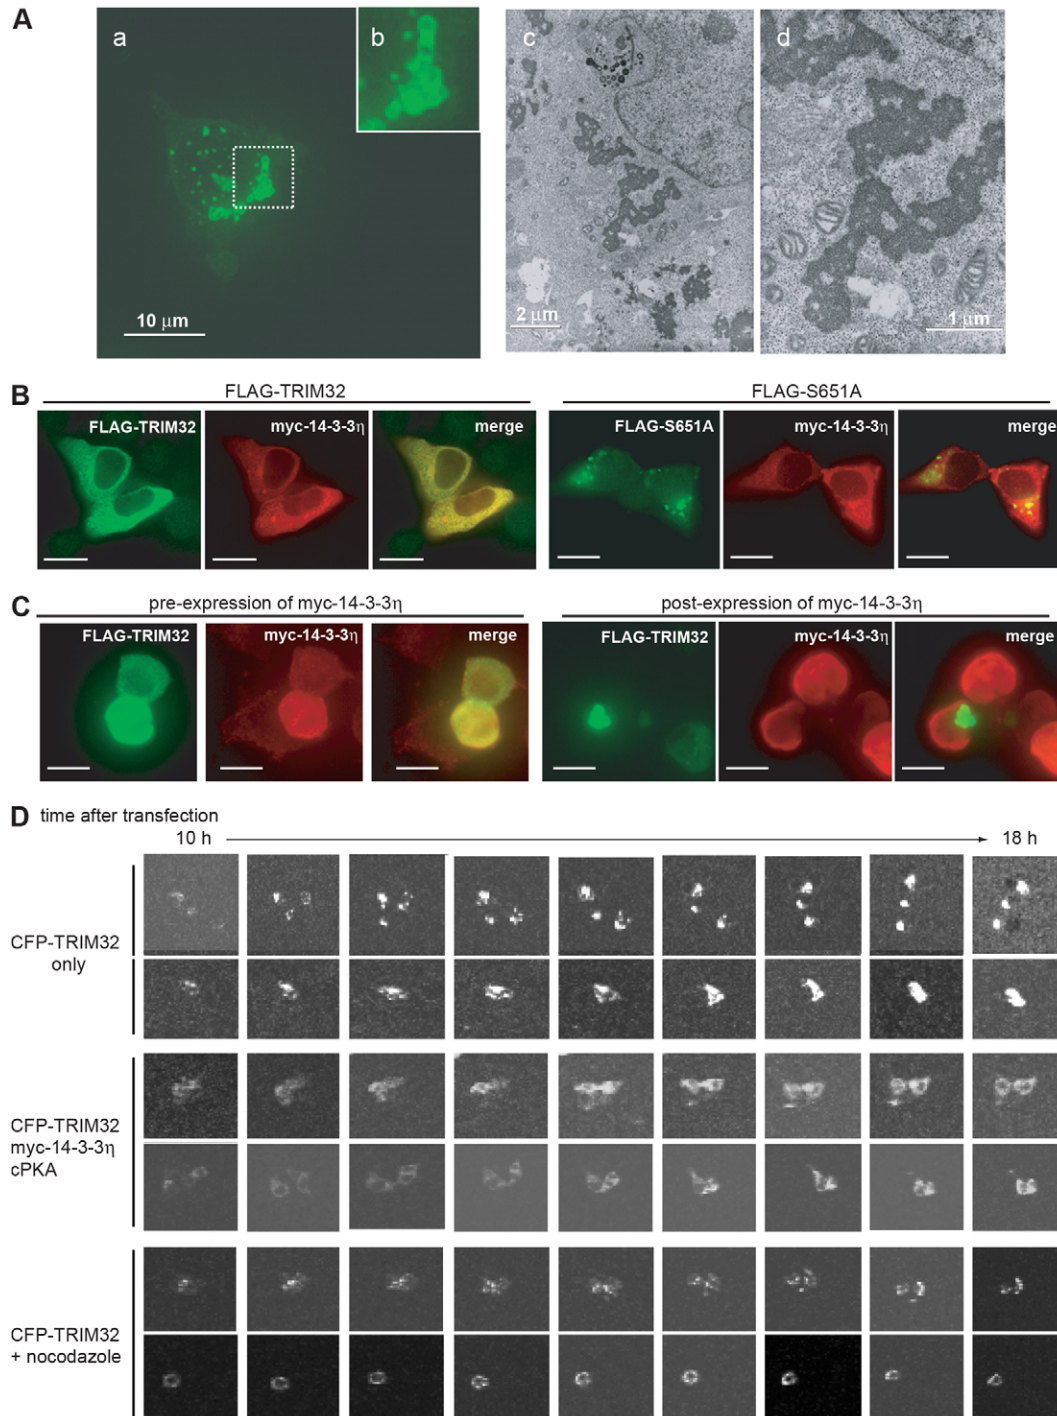 A
a
b
c
d
10 μm
2 μm
1 μm
B
FLAG-TRIM32
FLAG-S651A
FLAG-TRIM32
myc-14-3-3η
merge
FLAG-S651A
myc-14-3-3η
merge
C
pre-expression of myc-14-3-3η
post-expression of myc-14-3-3η
FLAG-TRIM32
myc-14-3-3η
merge
FLAG-TRIM32
myc-14-3-3η
merge
D
time after transfection
10 h
18 h
CFP-TRIM32
only
CFP-TRIM32
myc-14-3-3η
cPKA
CFP-TRIM32
+ nocodazole